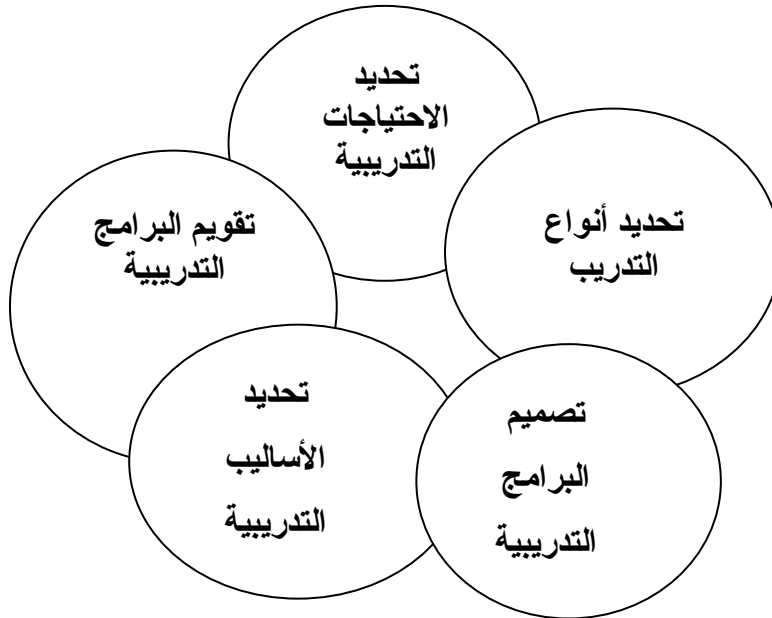 تحديد
الاحتياجات
التدريبية
تحديد أنواع
التدريب
تصميم
البرامج
التدريبية
تحديد
الأساليب
التدريبية
تقويم البرامج
التدريبية